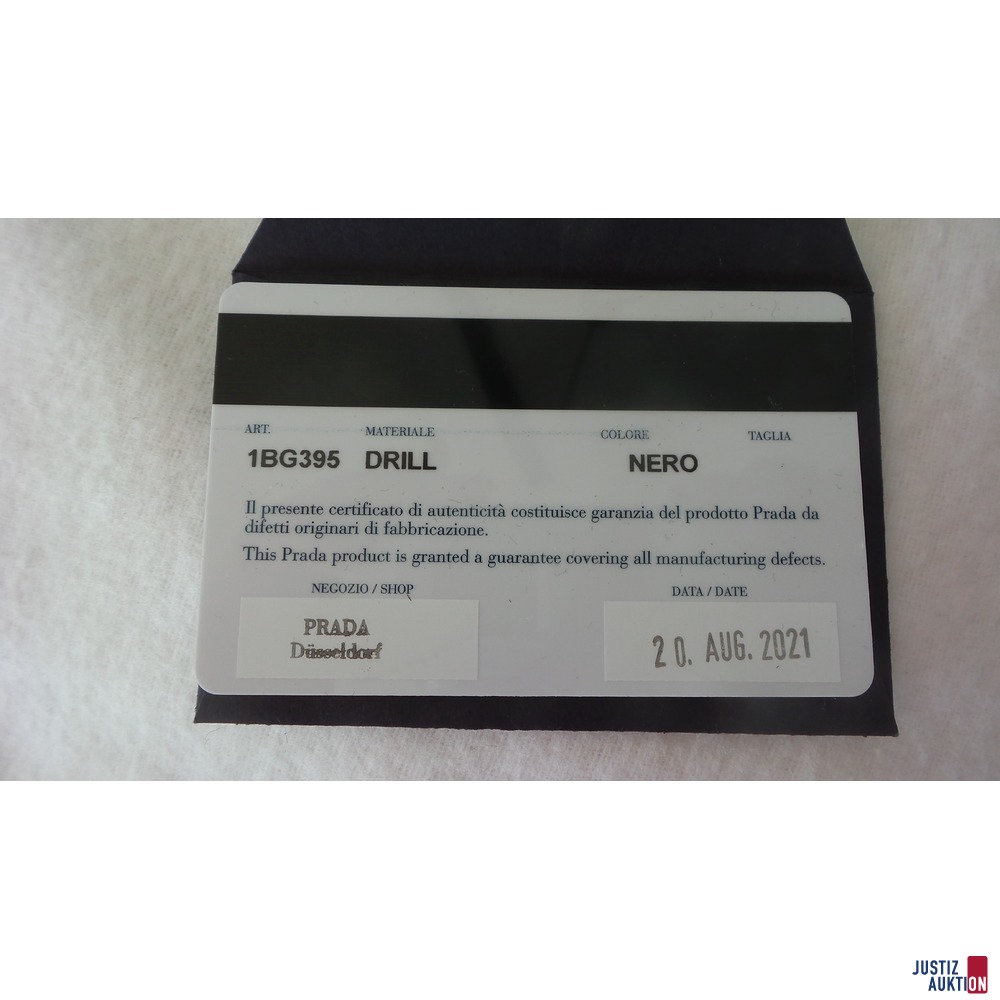 ART. MATERIALE COLORE TAGLIA
1BG395 DRILL NERO
Il presente certificato di autenticità costituisce garanzia del prodotto Prada da
difetti originari di fabbricazione.
This Prada product is granted a guarantee covering all manufacturing defects.
NEGOZIO / SHOP DATA / DATE
PRADA
Düsseldorf
20. AUG. 2021
JUSTIZ
AUKTION